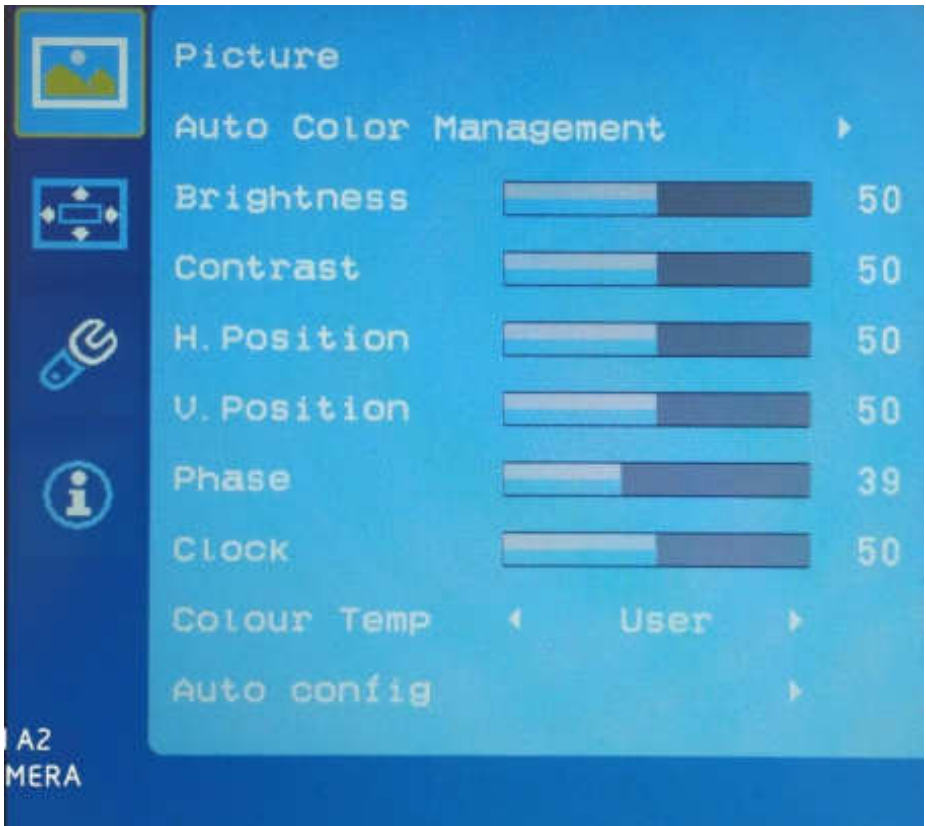 Picture
Auto Color Management
Brightness 50
Contrast 50
H.Position 50
V.Position 50
Phase 39
Clock 50
Colour Temp User
Auto config
A2
MERA